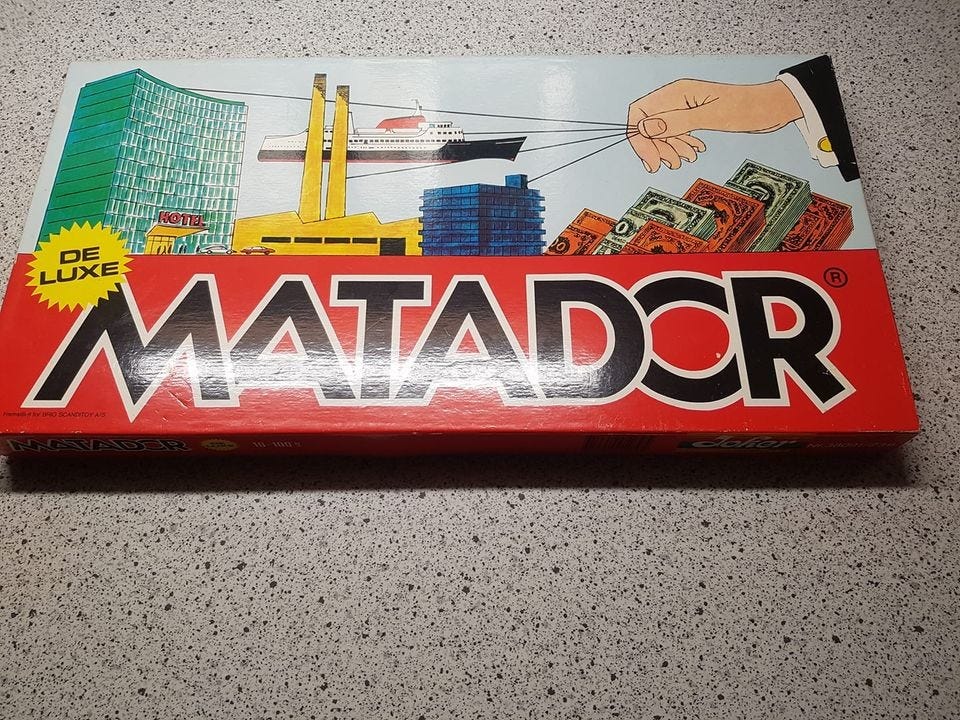 HOTEL
DE
LUXE
MATADOR®
Fremstillet for BRIO SCANDITOY A/S
MATADOR
Joker